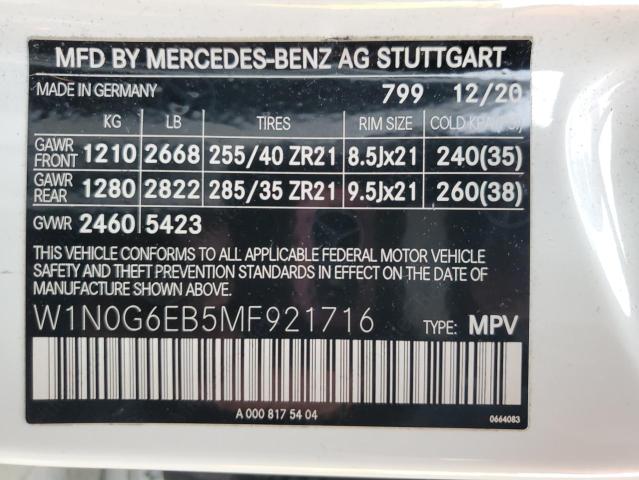 MFD BY MERCEDES-BENZ AG STUTTGART
MADE IN GERMANY 799 12/20
KG LB TIRES RIM SIZE COLD KPA(PSI)
GAWR FRONT 1210 2668 255/40 ZR21 8.5Jx21 240(35)
GAWR REAR 1280 2822 285/35 ZR21 9.5Jx21 260(38)
GVWR 2460 5423
THIS VEHICLE CONFORMS TO ALL APPLICABLE FEDERAL MOTOR VEHICLE
SAFETY AND THEFT PREVENTION STANDARDS IN EFFECT ON THE DATE OF
MANUFACTURE SHOWN ABOVE.
W1N0G6EB5MF921716 TYPE: MPV
A 000 817 54 04
0664083